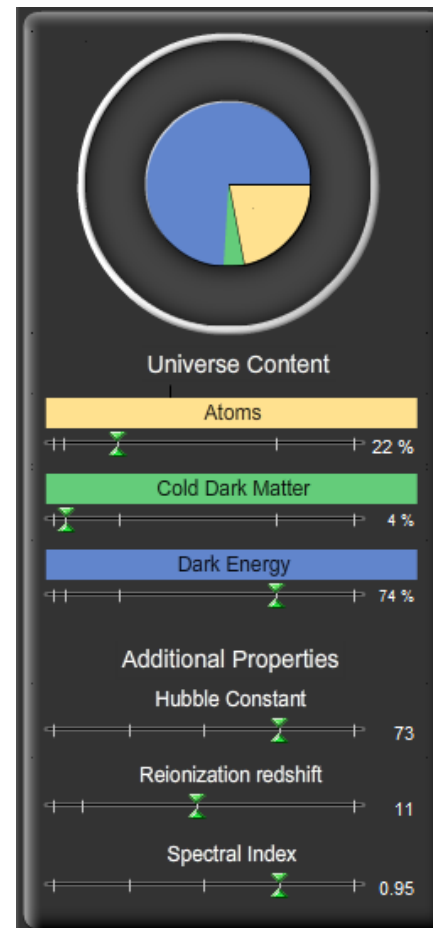 Universe Content
Atoms
22 %
Cold Dark Matter
4 %
Dark Energy
74 %
Additional Properties
Hubble Constant
73
Reionization redshift
11
Spectral Index
0.95